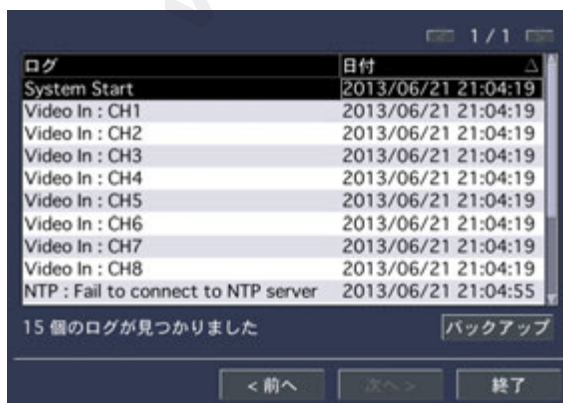 1 / 1
ログ 日付
System Start 2013/06/21 21:04:19
Video In : CH1 2013/06/21 21:04:19
Video In : CH2 2013/06/21 21:04:19
Video In : CH3 2013/06/21 21:04:19
Video In : CH4 2013/06/21 21:04:19
Video In : CH5 2013/06/21 21:04:19
Video In : CH6 2013/06/21 21:04:19
Video In : CH7 2013/06/21 21:04:19
Video In : CH8 2013/06/21 21:04:19
NTP : Fail to connect to NTP server 2013/06/21 21:04:55
15 個のログが見つかりました バックアップ
< 前へ 次へ > 終了